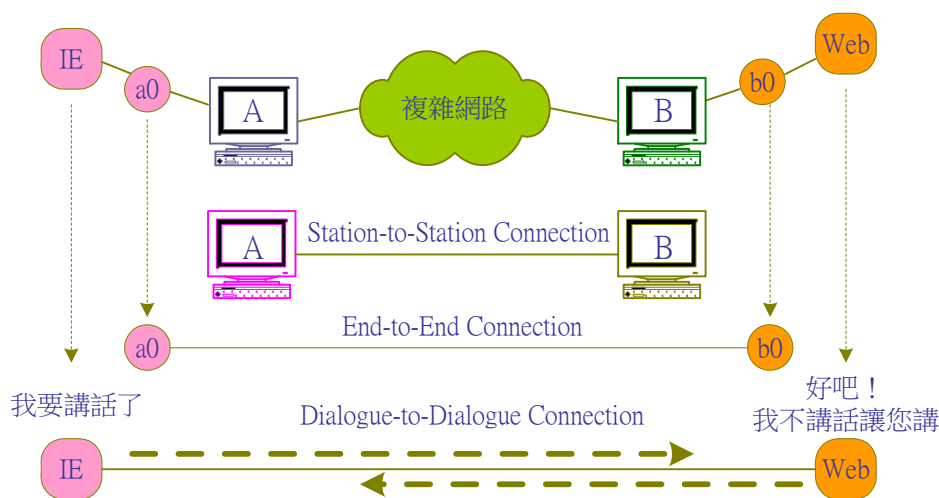 IE
Web
a0
b0
A
複雜網路
B
A
Station-to-Station Connection
B
End-to-End Connection
a0
b0
我要講話了
好吧！
我不講話讓您講
Dialogue-to-Dialogue Connection
IE
Web